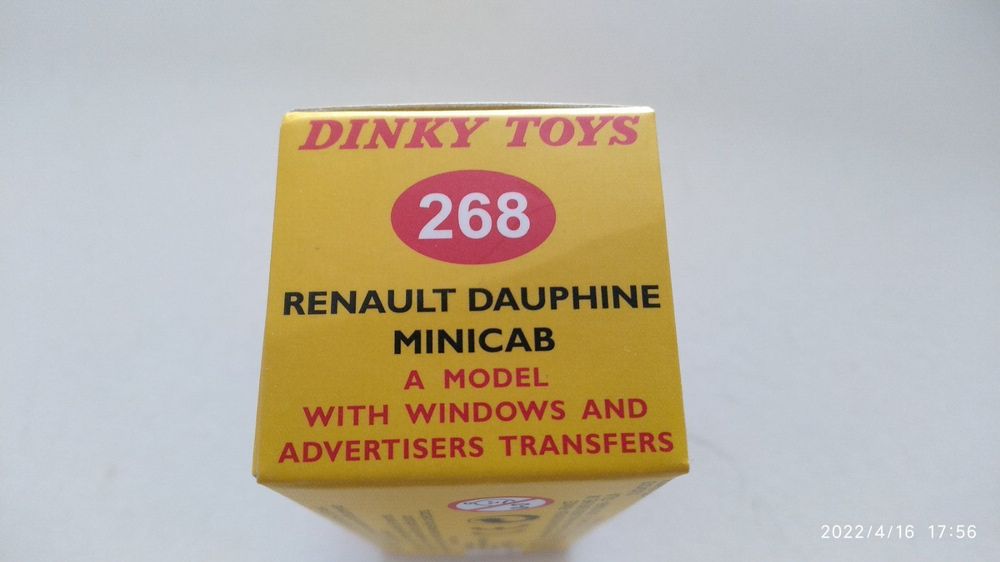 DINKY TOYS
268
RENAULT DAUPHINE
MINICAB
A MODEL
WITH WINDOWS AND
ADVERTISERS TRANSFERS
2022/4/16 17:56